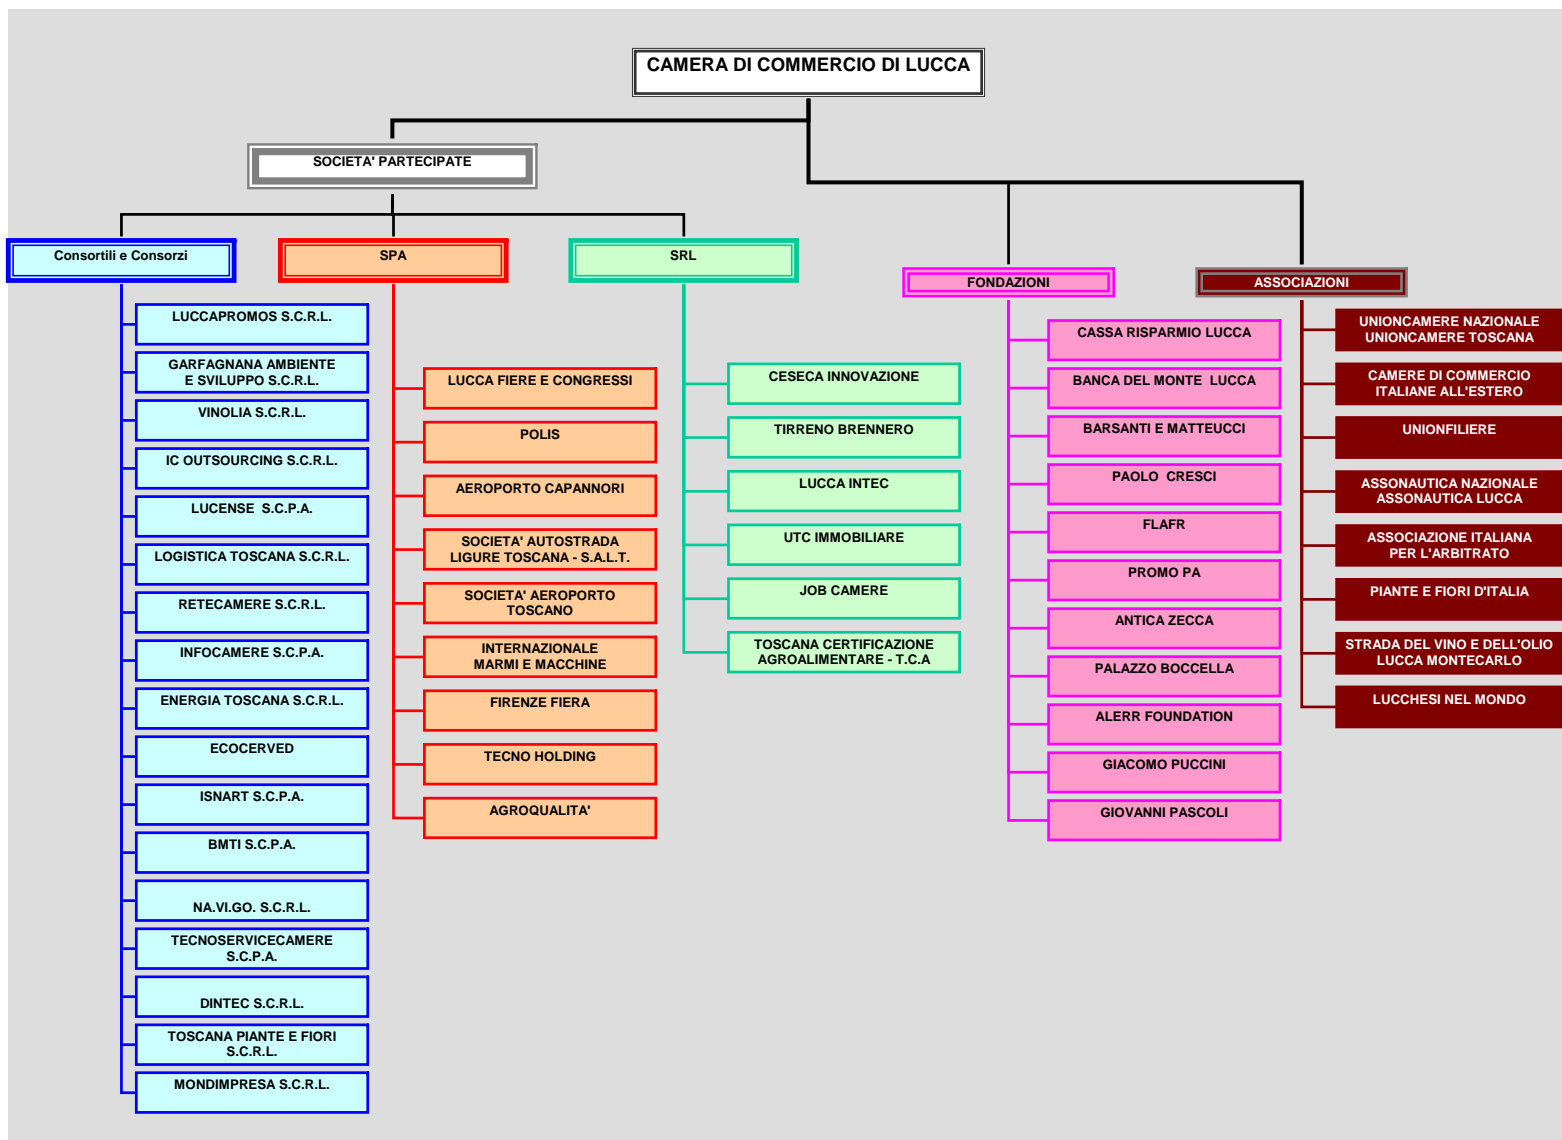 CAMERA DI COMMERCIO DI LUCCA
SOCIETA' PARTECIPATE
Consortili e Consorzi
LUCCAPROMOS S.C.R.L.
GARFAGNANA AMBIENTE
E SVILUPPO S.C.R.L.
VINOLIA S.C.R.L.
IC OUTSOURCING S.C.R.L.
LUCENSE S.C.P.A.
LOGISTICA TOSCANA S.C.R.L.
RETECAMERE S.C.R.L.
INFOCAMERE S.C.P.A.
ENERGIA TOSCANA S.C.R.L.
ECOCERVED
ISNART S.C.P.A.
BMTI S.C.P.A.
NA.VI.GO. S.C.R.L.
TECNOSERVICECAMERE
S.C.P.A.
DINTEC S.C.R.L.
TOSCANA PIANTE E FIORI
S.C.R.L.
MONDIMPRESA S.C.R.L.
SPA
LUCCA FIERE E CONGRESSI
POLIS
AEROPORTO CAPANNORI
SOCIETA' AUTOSTRADA
LIGURE TOSCANA - S.A.L.T.
SOCIETA' AEROPORTO
TOSCANO
INTERNAZIONALE
MARMI E MACCHINE
FIRENZE FIERA
TECNO HOLDING
AGROQUALITA'
SRL
CESECA INNOVAZIONE
TIRRENO BRENNERO
LUCCA INTEC
UTC IMMOBILIARE
JOB CAMERE
TOSCANA CERTIFICAZIONE
AGROALIMENTARE - T.C.A
FONDAZIONI
CASSA RISPARMIO LUCCA
BANCA DEL MONTE LUCCA
BARSANTI E MATTEUCCI
PAOLO CRESCI
FLAFR
PROMO PA
ANTICA ZECCA
PALAZZO BOCCELLA
ALERR FOUNDATION
GIACOMO PUCCINI
GIOVANNI PASCOLI
ASSOCIAZIONI
UNIONCAMERE NAZIONALE
UNIONCAMERE TOSCANA
CAMERE DI COMMERCIO
ITALIANE ALL'ESTERO
UNIONFILIERE
ASSONAUTICA NAZIONALE
ASSONAUTICA LUCCA
ASSOCIAZIONE ITALIANA
PER L'ARBITRATO
PIANTE E FIORI D'ITALIA
STRADA DEL VINO E DELL'OLIO
LUCCA MONTECARLO
LUCCHESI NEL MONDO